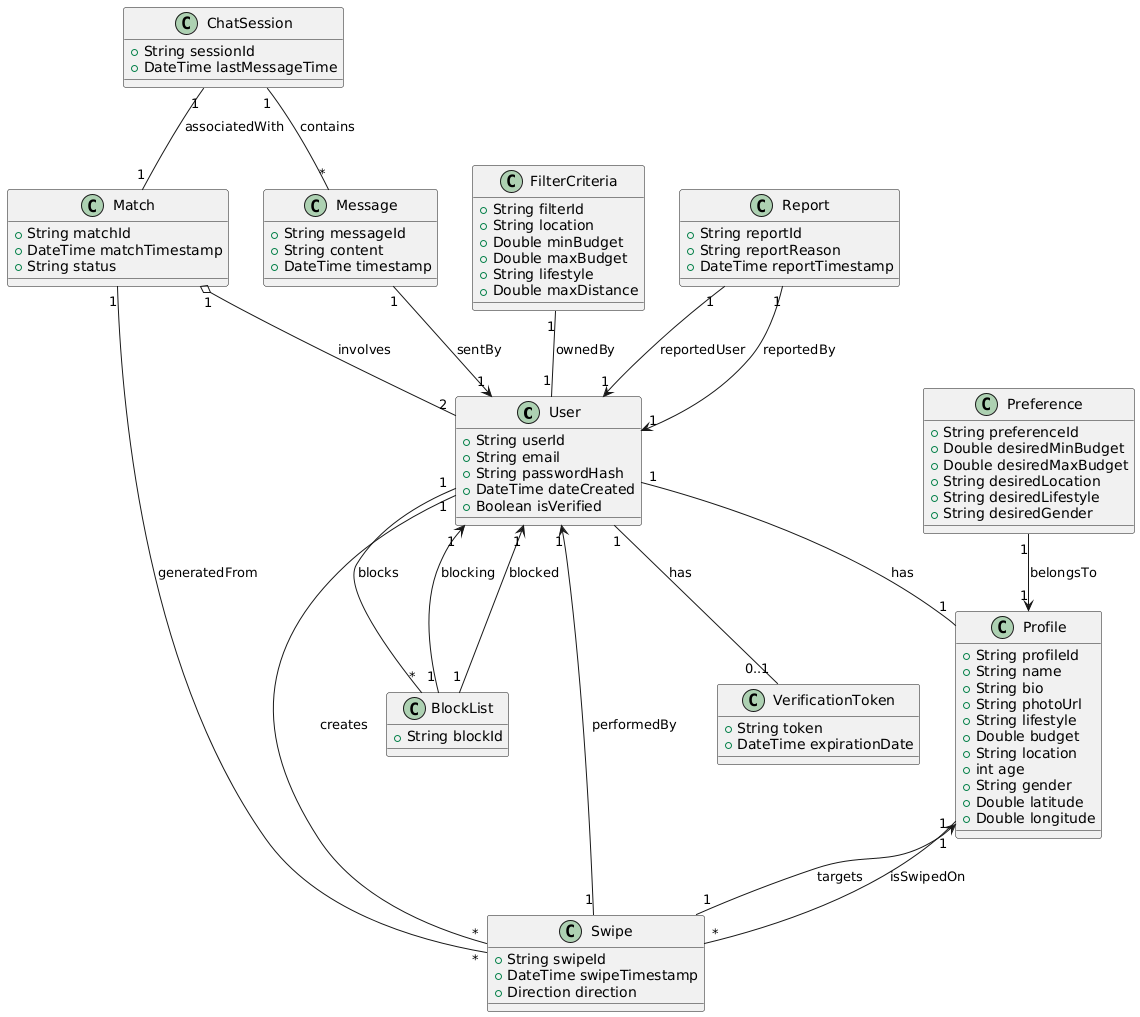 C ChatSession
String sessionId
DateTime lastMessageTime
1
1
associatedWith
contains
1
*
C Match
String matchId
DateTime matchTimestamp
String status
C Message
String messageId
String content
DateTime timestamp
C FilterCriteria
String filterId
String location
Double minBudget
Double maxBudget
String lifestyle
Double maxDistance
C Report
String reportId
String reportReason
DateTime reportTimestamp
1
1
1
1
1
1
involves
sentBy
ownedBy
reportedUser
reportedBy
2
1
1
1
1
C User
String userId
String email
String passwordHash
DateTime dateCreated
Boolean isVerified
C Preference
String preferenceId
Double desiredMinBudget
Double desiredMaxBudget
String desiredLocation
String desiredLifestyle
String desiredGender
1
1
1
1
1
1
1
1
generatedFrom
blocks
blocking
blocked
has
has
belongsTo
1
1
*
1
1
0..1
C BlockList
String blockId
C VerificationToken
String token
DateTime expirationDate
C Profile
String profileId
String name
String bio
String photoUrl
String lifestyle
Double budget
String location
int age
String gender
Double latitude
Double longitude
creates
performedBy
1
1
targets
isSwipedOn
1
1
*
*
*
C Swipe
String swipeId
DateTime swipeTimestamp
Direction direction